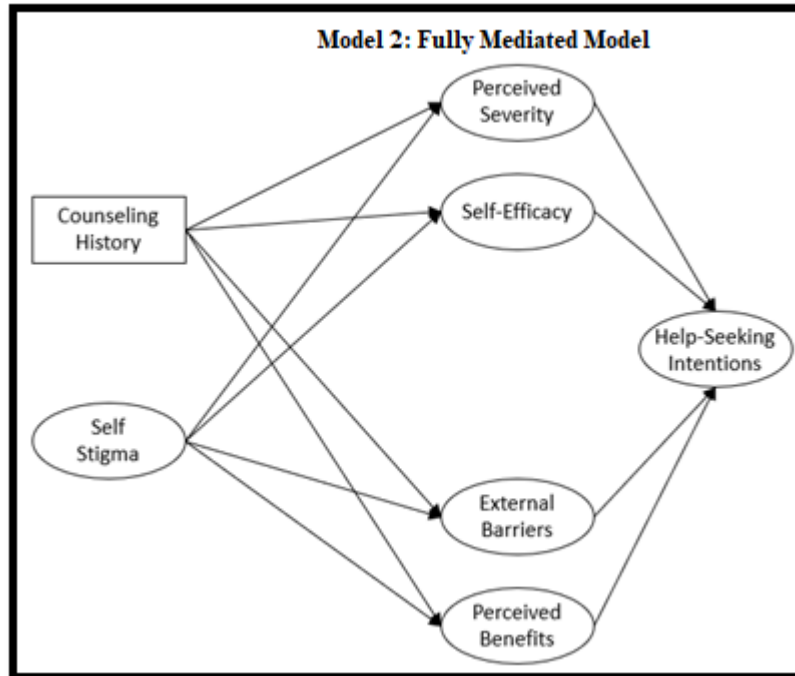 Model 2: Fully Mediated Model
Perceived
Severity
Counseling
History
Self-Efficacy
Help-Seeking
Intentions
Self
Stigma
External
Barriers
Perceived
Benefits